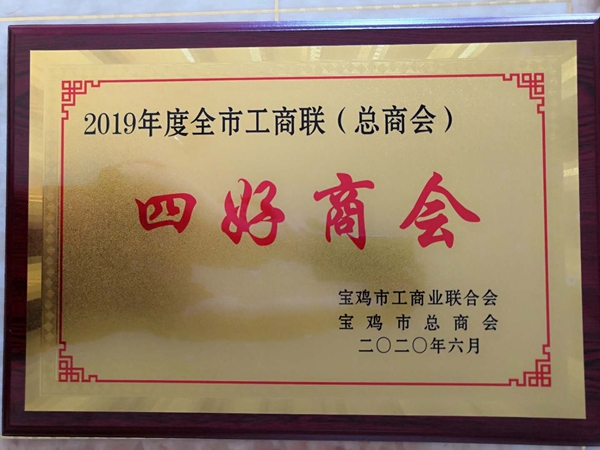 2019年度全市工商联（总商会）
四好商会
宝鸡市工商业联合会
宝鸡市总商会
二〇二〇年六月